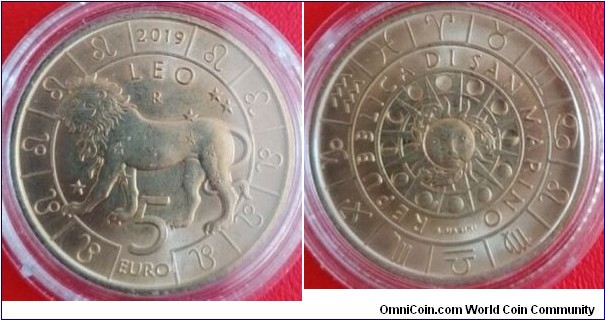 2019
LEO
R
5
EURO
REPUBBLICA DI SAN MARINO
OmniCoin.com World Coin Community